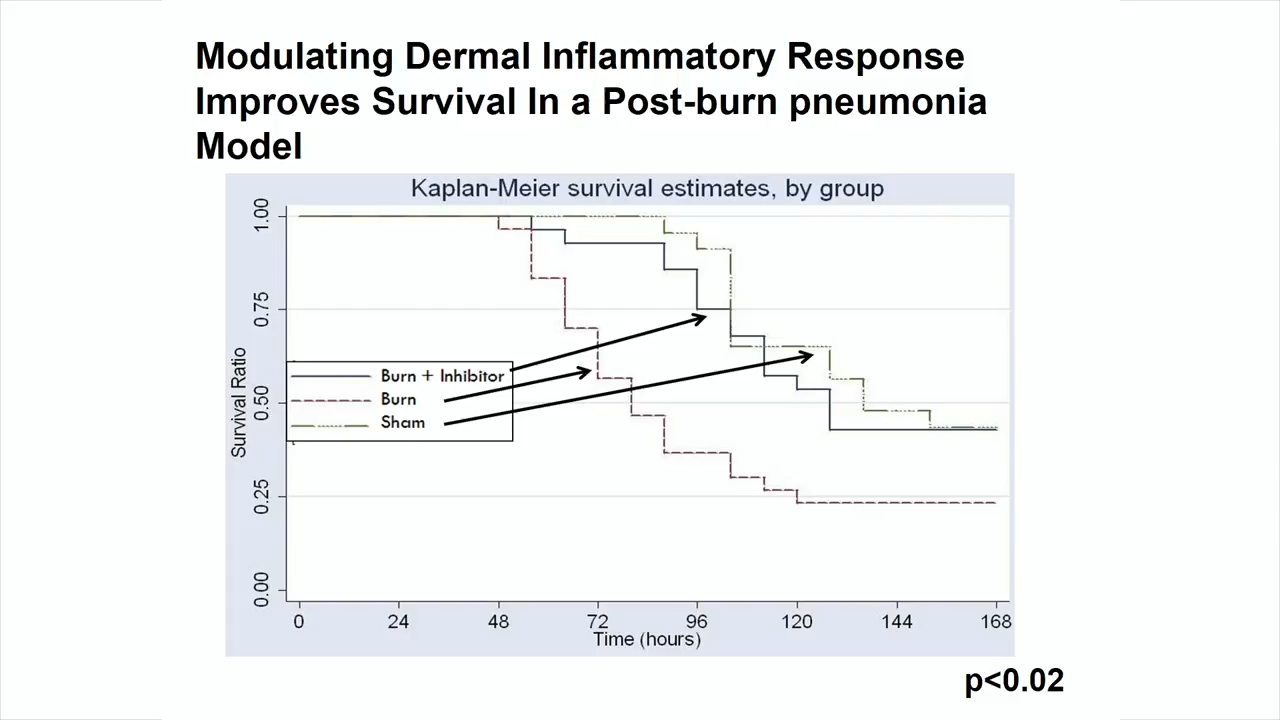 Modulating Dermal Inflammatory Response
Improves Survival In a Post-burn pneumonia
Model
Kaplan-Meier survival estimates, by group
Survival Ratio
1.00
0.75
0.50
0.25
0.00
Burn + Inhibitor
Burn
Sham
0 24 48 72 96 120 144 168
Time (hours)
p<0.02